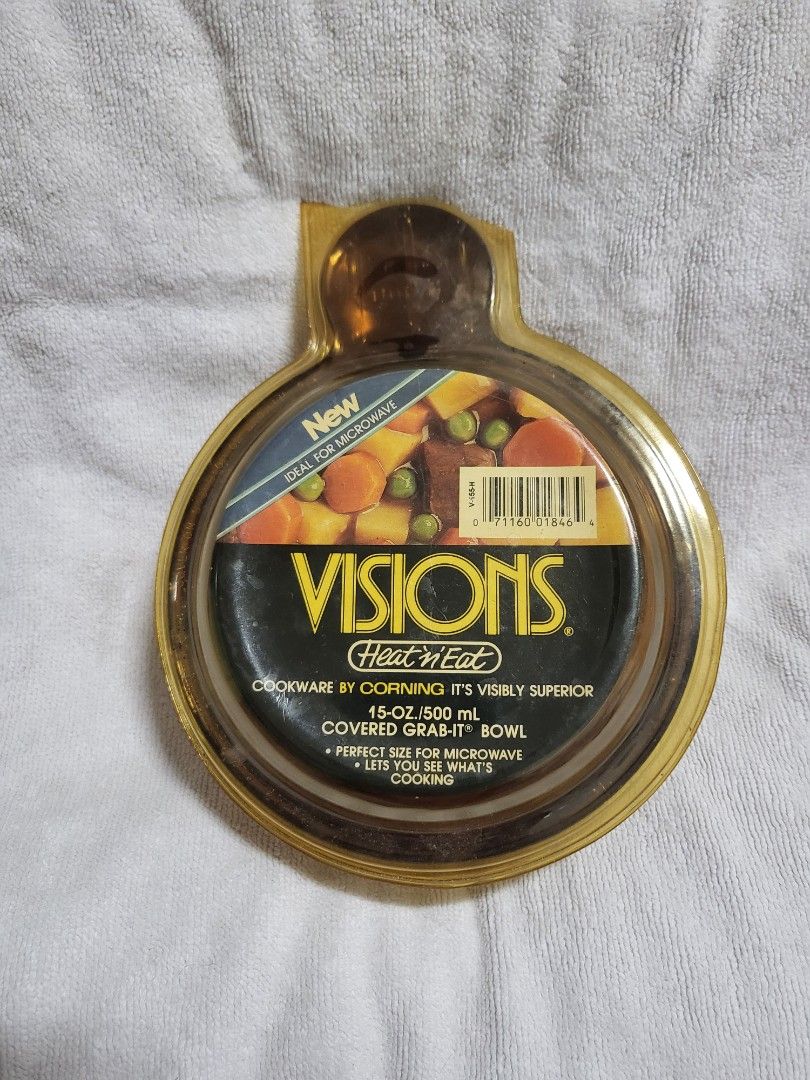 New
IDEAL FOR MICROWAVE
V-155-H
0 71160 01846 4
VISIONS®
Heat 'n' Eat
COOKWARE BY CORNING IT'S VISIBLY SUPERIOR
15-OZ./500 mL
COVERED GRAB-IT® BOWL
• PERFECT SIZE FOR MICROWAVE
• LETS YOU SEE WHAT'S
COOKING